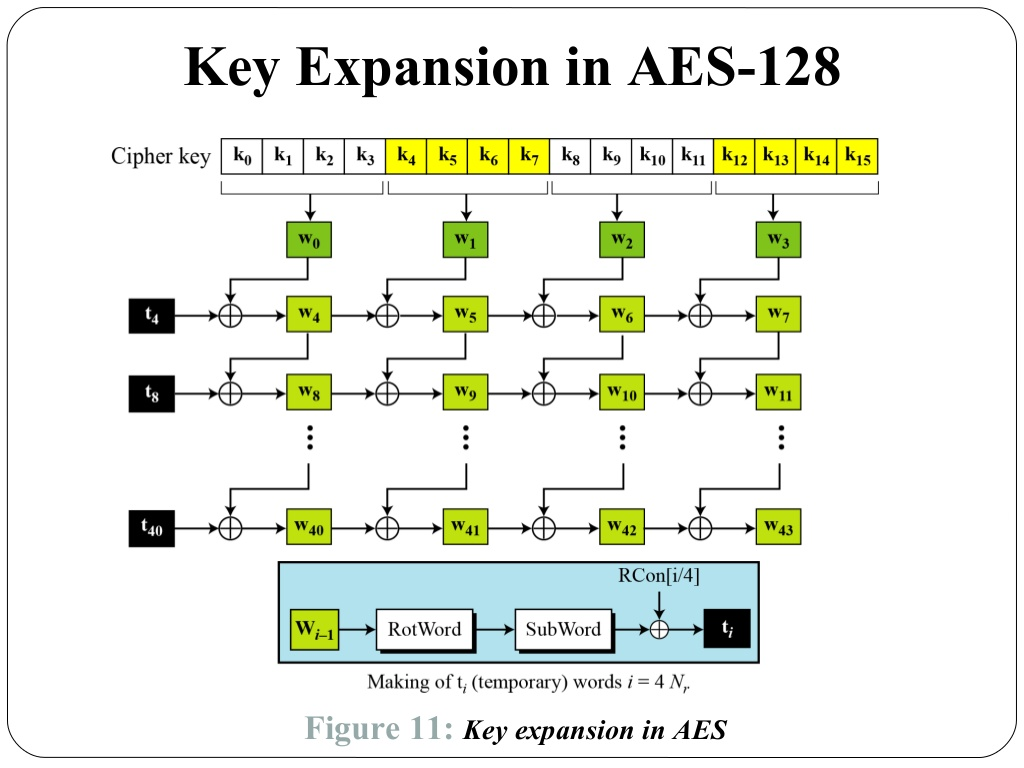 Key Expansion in AES-128
Cipher key k0 k1 k2 k3 k4 k5 k6 k7 k8 k9 k10 k11 k12 k13 k14 k15
w0 w1 w2 w3
t4 w4 w5 w6 w7
t8 w8 w9 w10 w11
t40 w40 w41 w42 w43
RCon[i/4]
Wi–1 RotWord SubWord ti
Making of ti (temporary) words i = 4 Nr
Figure 11: Key expansion in AES